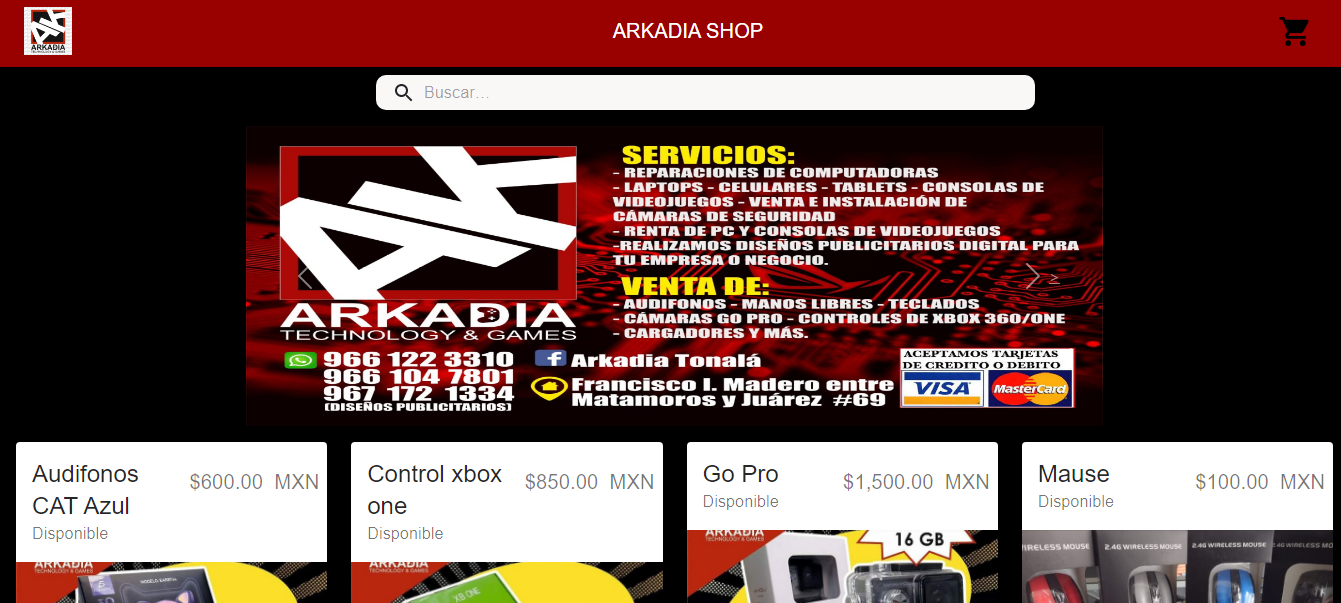 ARKADIA
TECHNOLOGY & GAMES
ARKADIA SHOP
Buscar...
SERVICIOS:
- REPARACIONES DE COMPUTADORAS
- LAPTOPS - CELULARES - TABLETS - CONSOLAS DE
VIDEOJUEGOS - VENTA E INSTALACIÓN DE
CÁMARAS DE SEGURIDAD
- RENTA DE PC Y CONSOLAS DE VIDEOJUEGOS
-REALIZAMOS DISEÑOS PUBLICITARIOS DIGITAL PARA
TU EMPRESA O NEGOCIO.
VENTA DE:
- AUDIFONOS - MANOS LIBRES - TECLADOS
- CÁMARAS GO PRO - CONTROLES DE XBOX 360/ONE
- CARGADORES Y MÁS.
ARKADIA
TECHNOLOGY & GAMES
966 122 3310
966 104 7801
967 172 1334
(DISEÑOS PUBLICITARIOS)
Arkadia Tonalá
Francisco I. Madero entre
Matamoros y Juárez #69
ACEPTAMOS TARJETAS
DE CREDITO O DEBITO
VISA
MasterCard
Audifonos
CAT Azul
$600.00 MXN
Disponible
Control xbox
one
$850.00 MXN
Disponible
Go Pro
$1,500.00 MXN
Disponible
Mause
$100.00 MXN
Disponible
ARKADIA
TECHNOLOGY & GAMES
ARKADIA
TECHNOLOGY & GAMES
XB ONE
ARKADIA
TECHNOLOGY & GAMES
16 GB
WIRELESS MOUSE
2.4G WIRELESS MOUSE
2.4G WIRELESS MOUSE